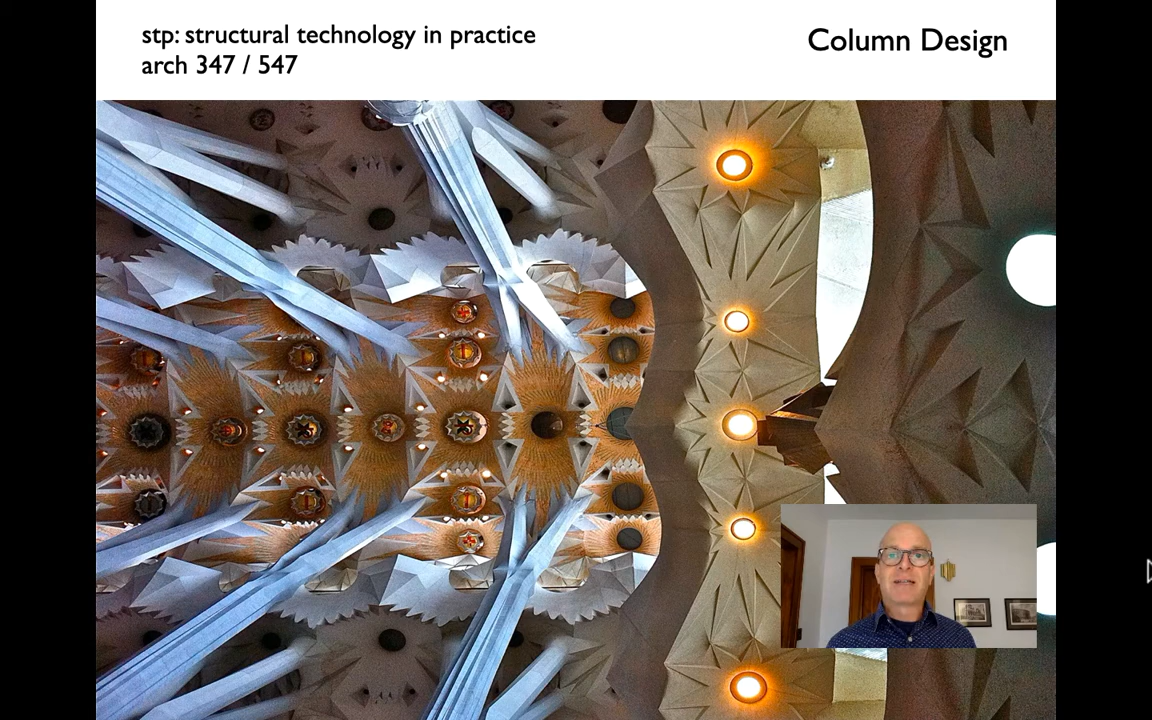 stp: structural technology in practice
arch 347 / 547
Column Design